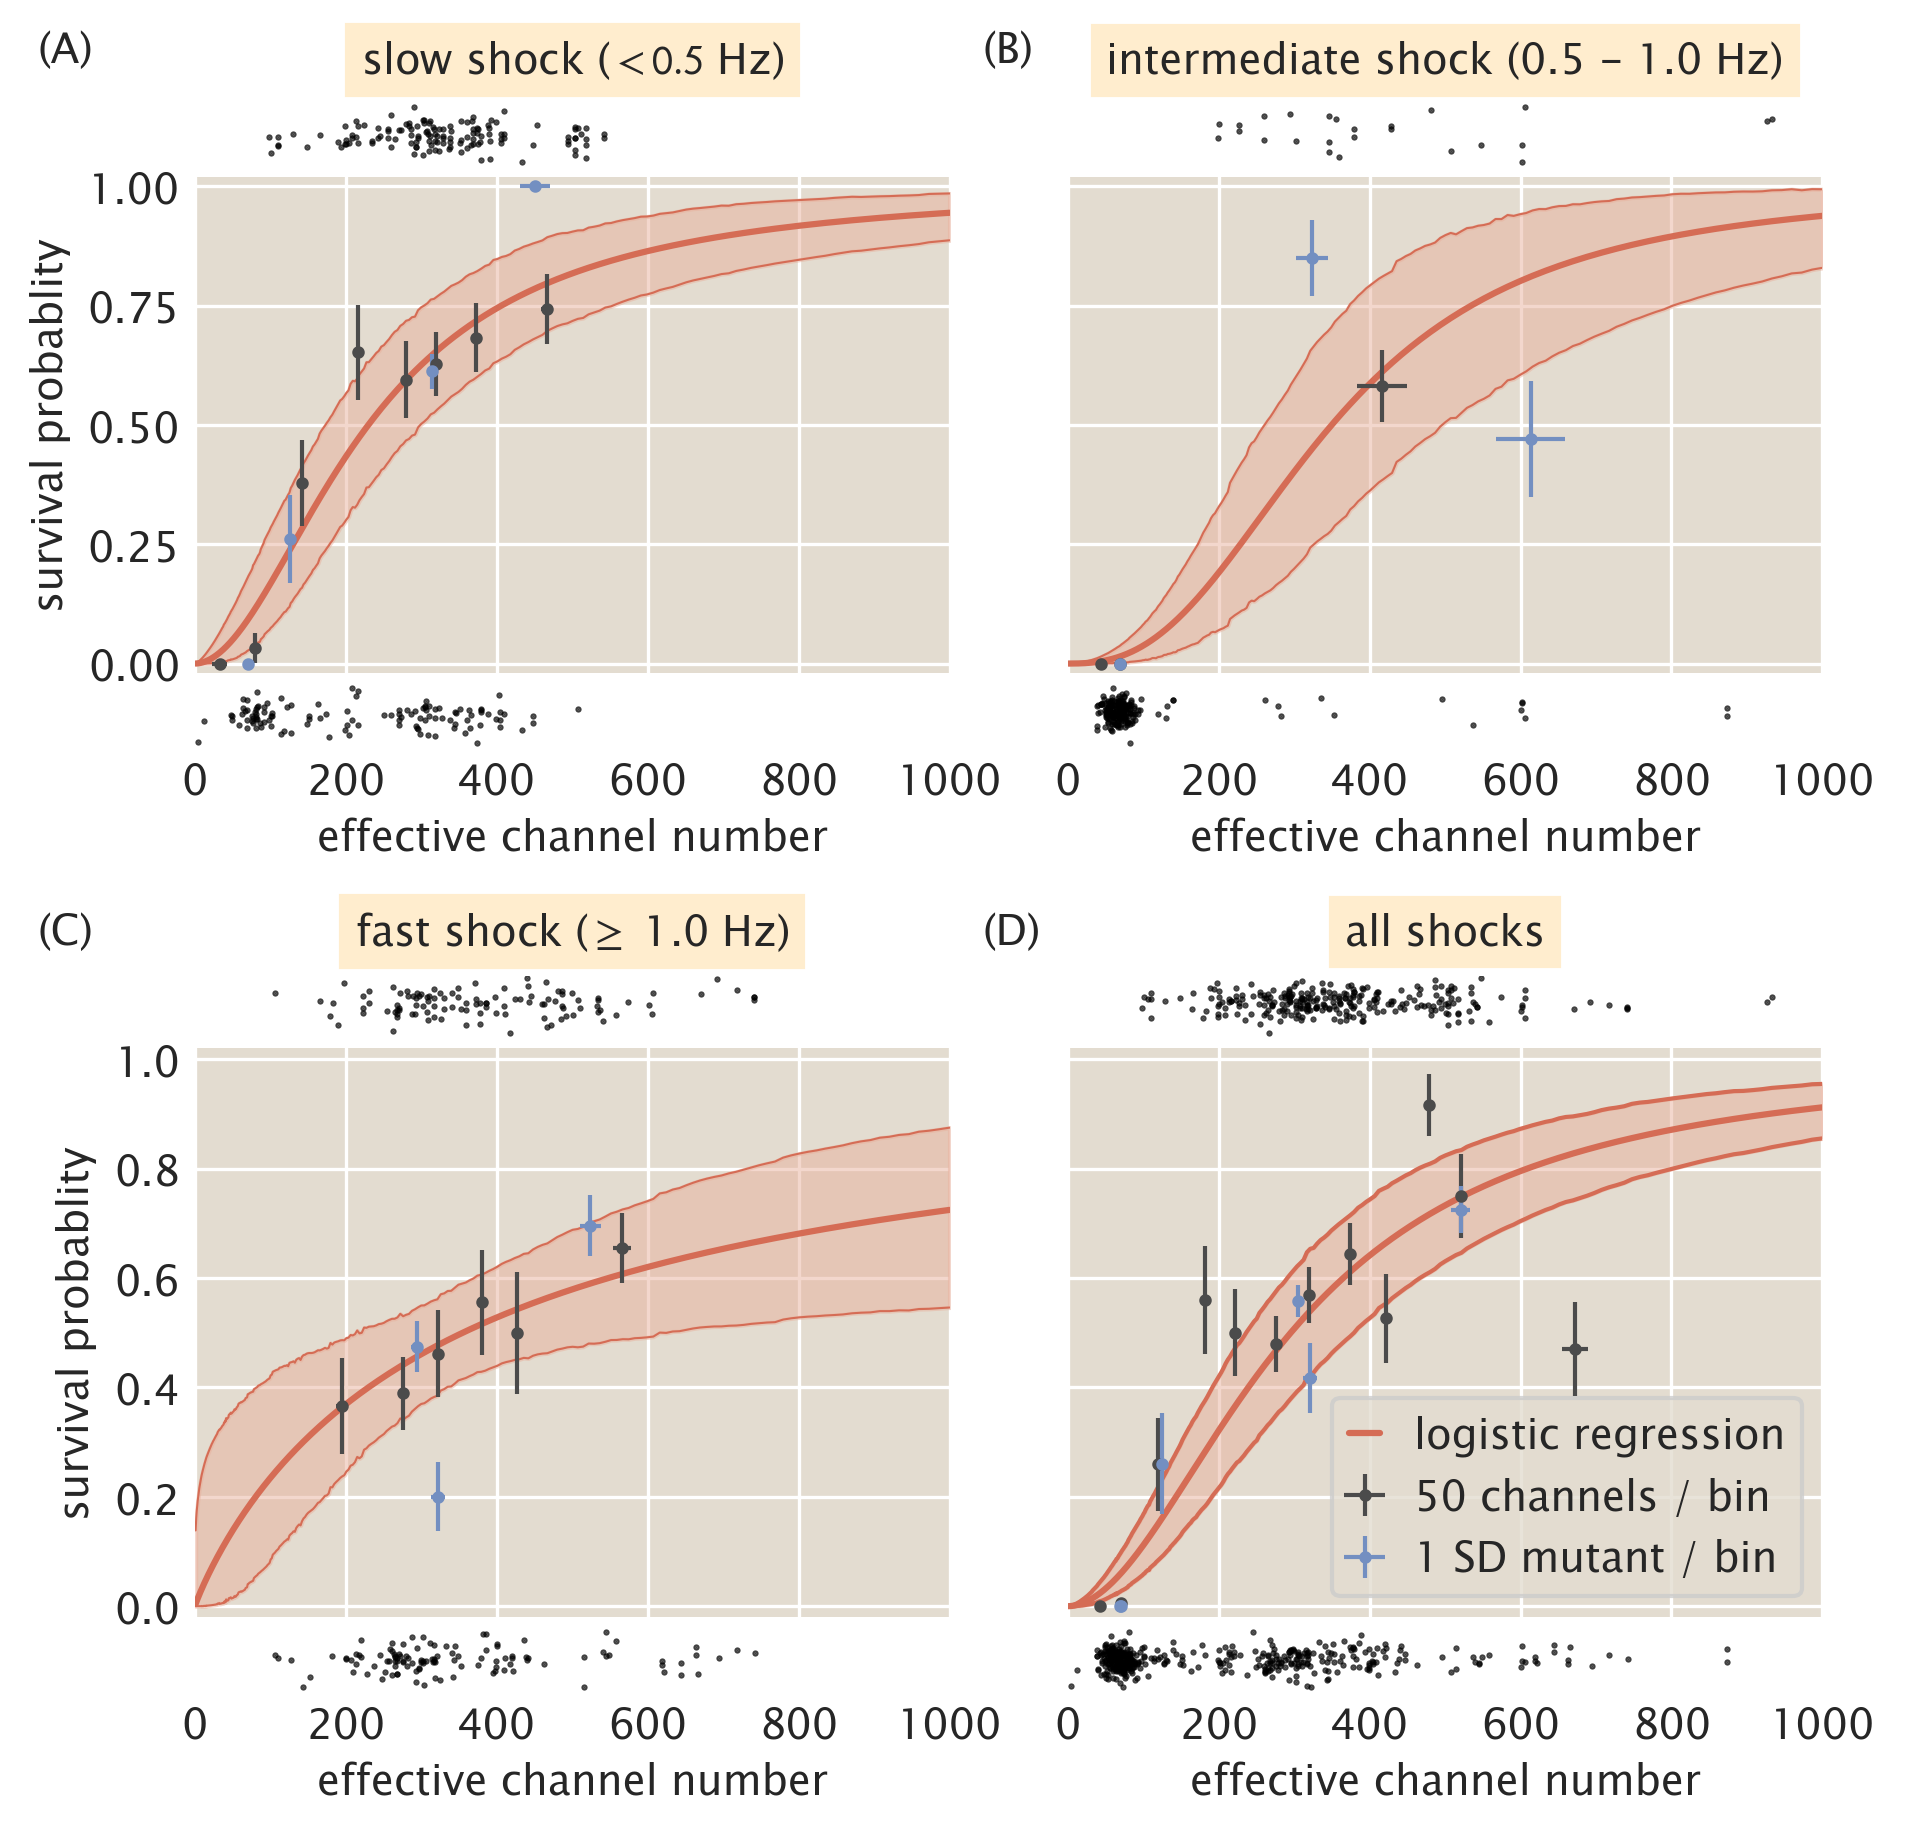 (A)
slow shock (<0.5 Hz)
1.00
0.75
0.50
0.25
0.00
survival probablity
0 200 400 600 800 1000
effective channel number
(B)
intermediate shock (0.5 – 1.0 Hz)
0 200 400 600 800 1000
effective channel number
(C)
fast shock (≥ 1.0 Hz)
1.0
0.8
0.6
0.4
0.2
0.0
survival probablity
0 200 400 600 800 1000
effective channel number
(D)
all shocks
logistic regression
50 channels / bin
1 SD mutant / bin
0 200 400 600 800 1000
effective channel number